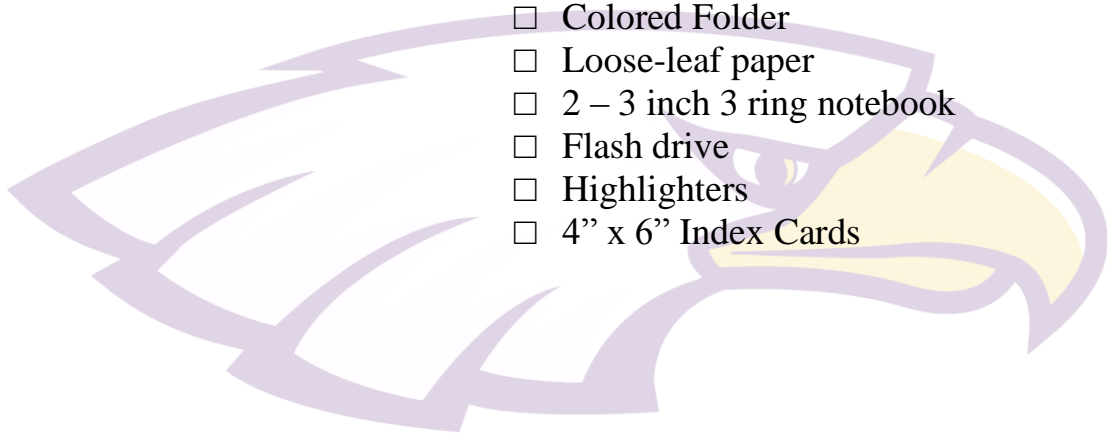 □ Colored Folder
□ Loose-leaf paper
□ 2 – 3 inch 3 ring notebook
□ Flash drive
□ Highlighters
□ 4” x 6” Index Cards